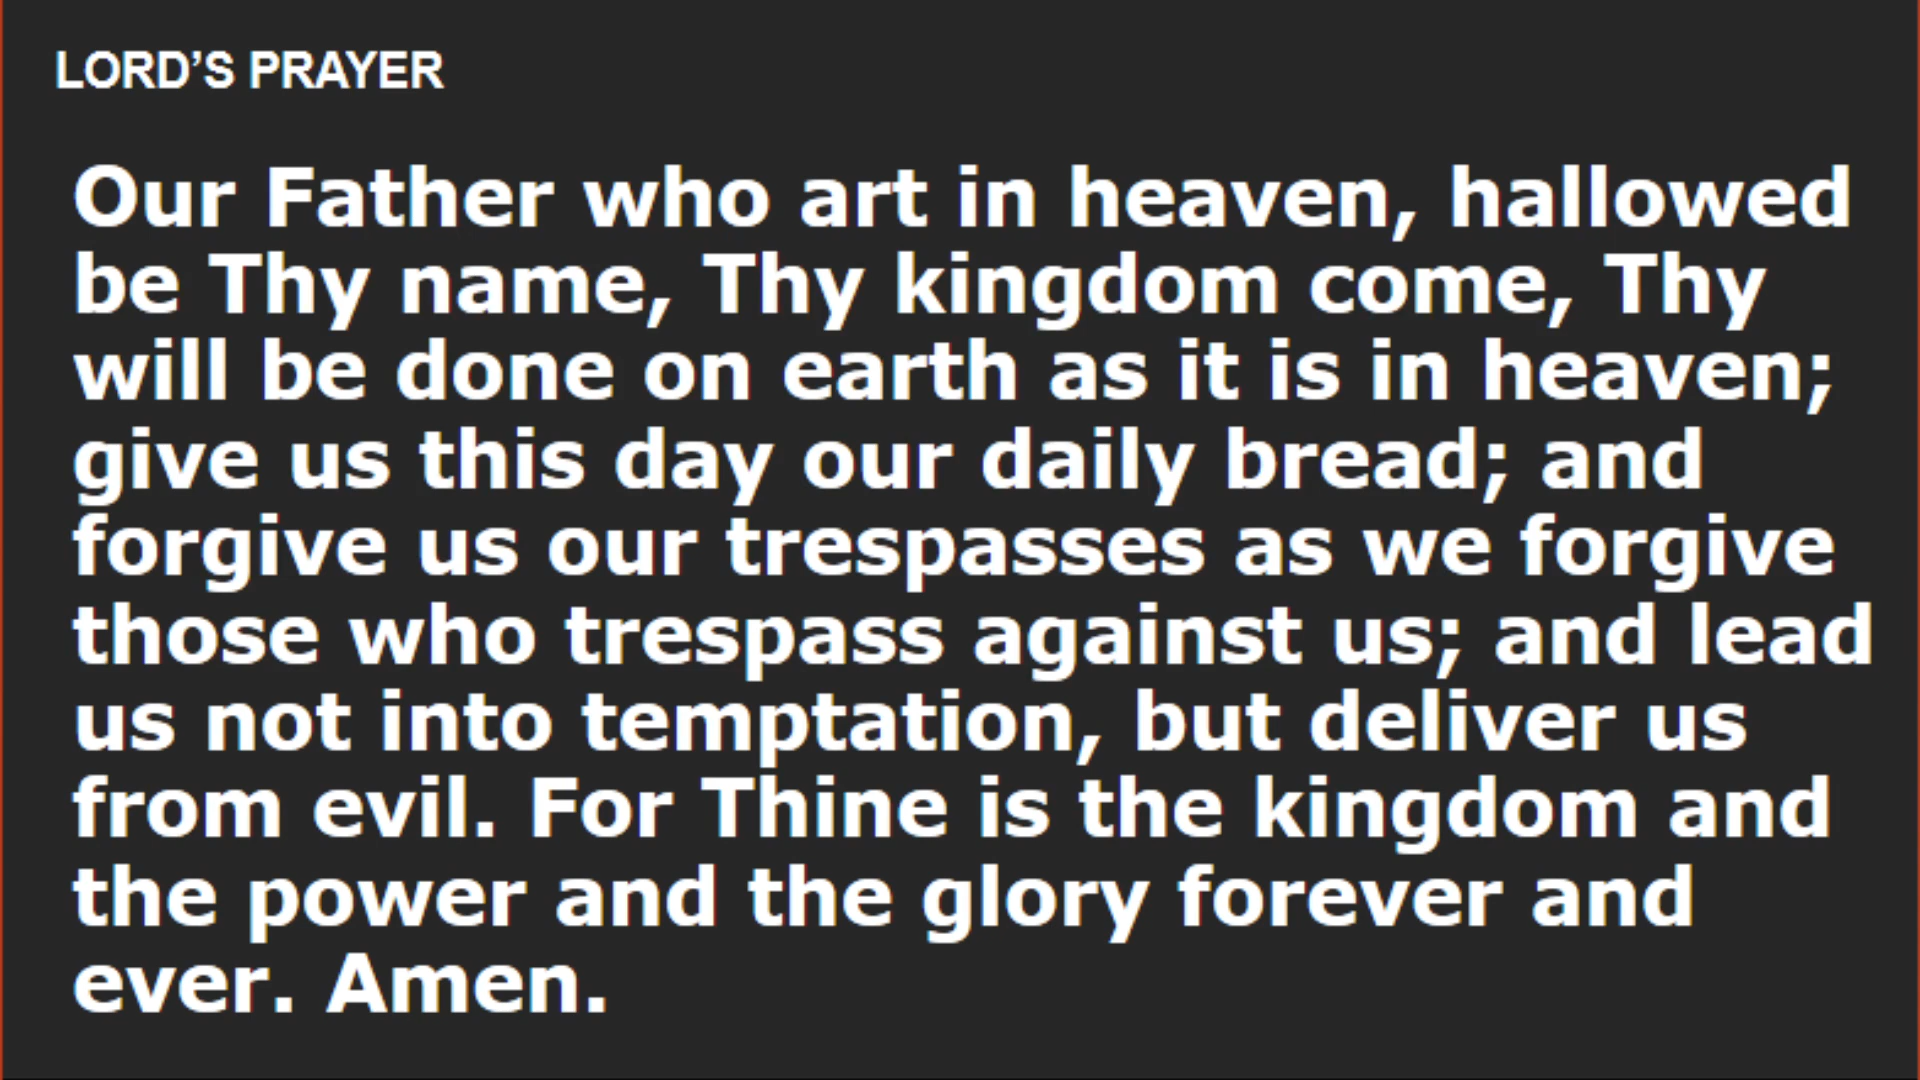 LORD’S PRAYER
Our Father who art in heaven, hallowed
be Thy name, Thy kingdom come, Thy
will be done on earth as it is in heaven;
give us this day our daily bread; and
forgive us our trespasses as we forgive
those who trespass against us; and lead
us not into temptation, but deliver us
from evil. For Thine is the kingdom and
the power and the glory forever and
ever. Amen.